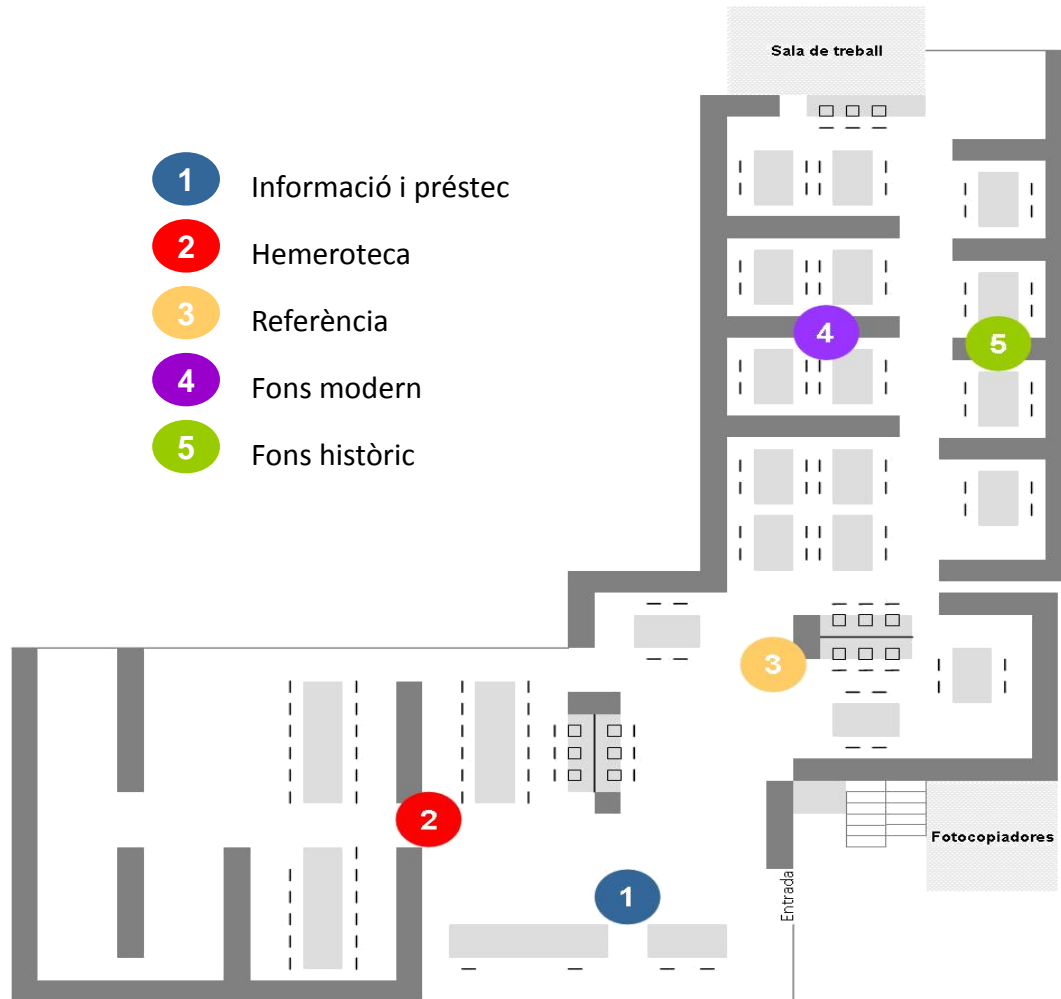 Sala de treball
1 Informació i préstec
2 Hemeroteca
3 Referència
4 Fons modern
5 Fons històric
4
5
3
2
Fotocopiadores
1
Entrada